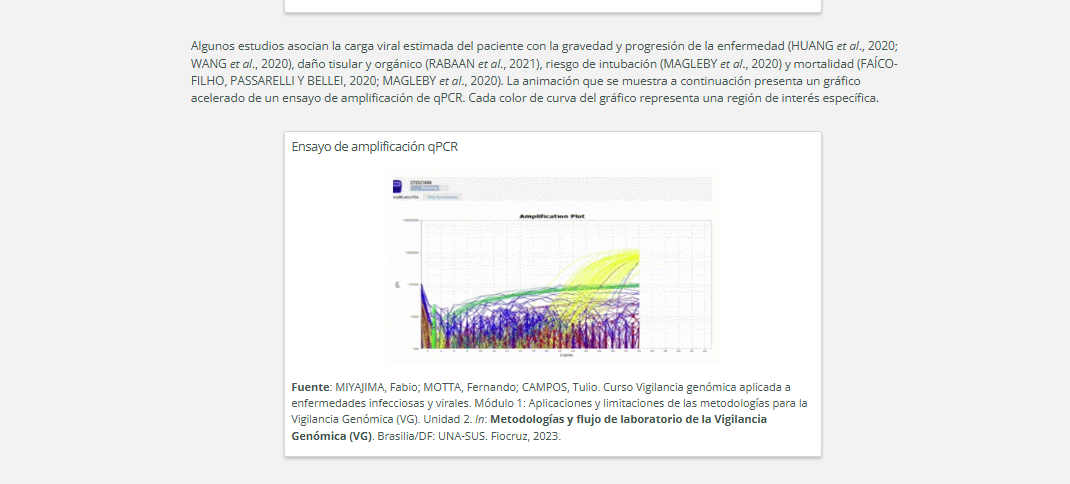 Algunos estudios asocian la carga viral estimada del paciente con la gravedad y progresión de la enfermedad (HUANG et al., 2020;
WANG et al., 2020), daño tisular y orgánico (RABAAN et al., 2021), riesgo de intubación (MAGLEBY et al., 2020) y mortalidad (FAÍCO-
FILHO, PASSARELLI Y BELLEI, 2020; MAGLEBY et al., 2020). La animación que se muestra a continuación presenta un gráfico
acelerado de un ensayo de amplificación de qPCR. Cada color de curva del gráfico representa una región de interés específica.
Ensayo de amplificación qPCR
Amplification Plot
Cycle
Fuente: MIYAJIMA, Fabio; MOTTA, Fernando; CAMPOS, Tulio. Curso Vigilancia genómica aplicada a
enfermedades infecciosas y virales. Módulo 1: Aplicaciones y limitaciones de las metodologías para la
Vigilancia Genómica (VG). Unidad 2. In: Metodologías y flujo de laboratorio de la Vigilancia
Genómica (VG). Brasilia/DF: UNA-SUS. Fiocruz, 2023.